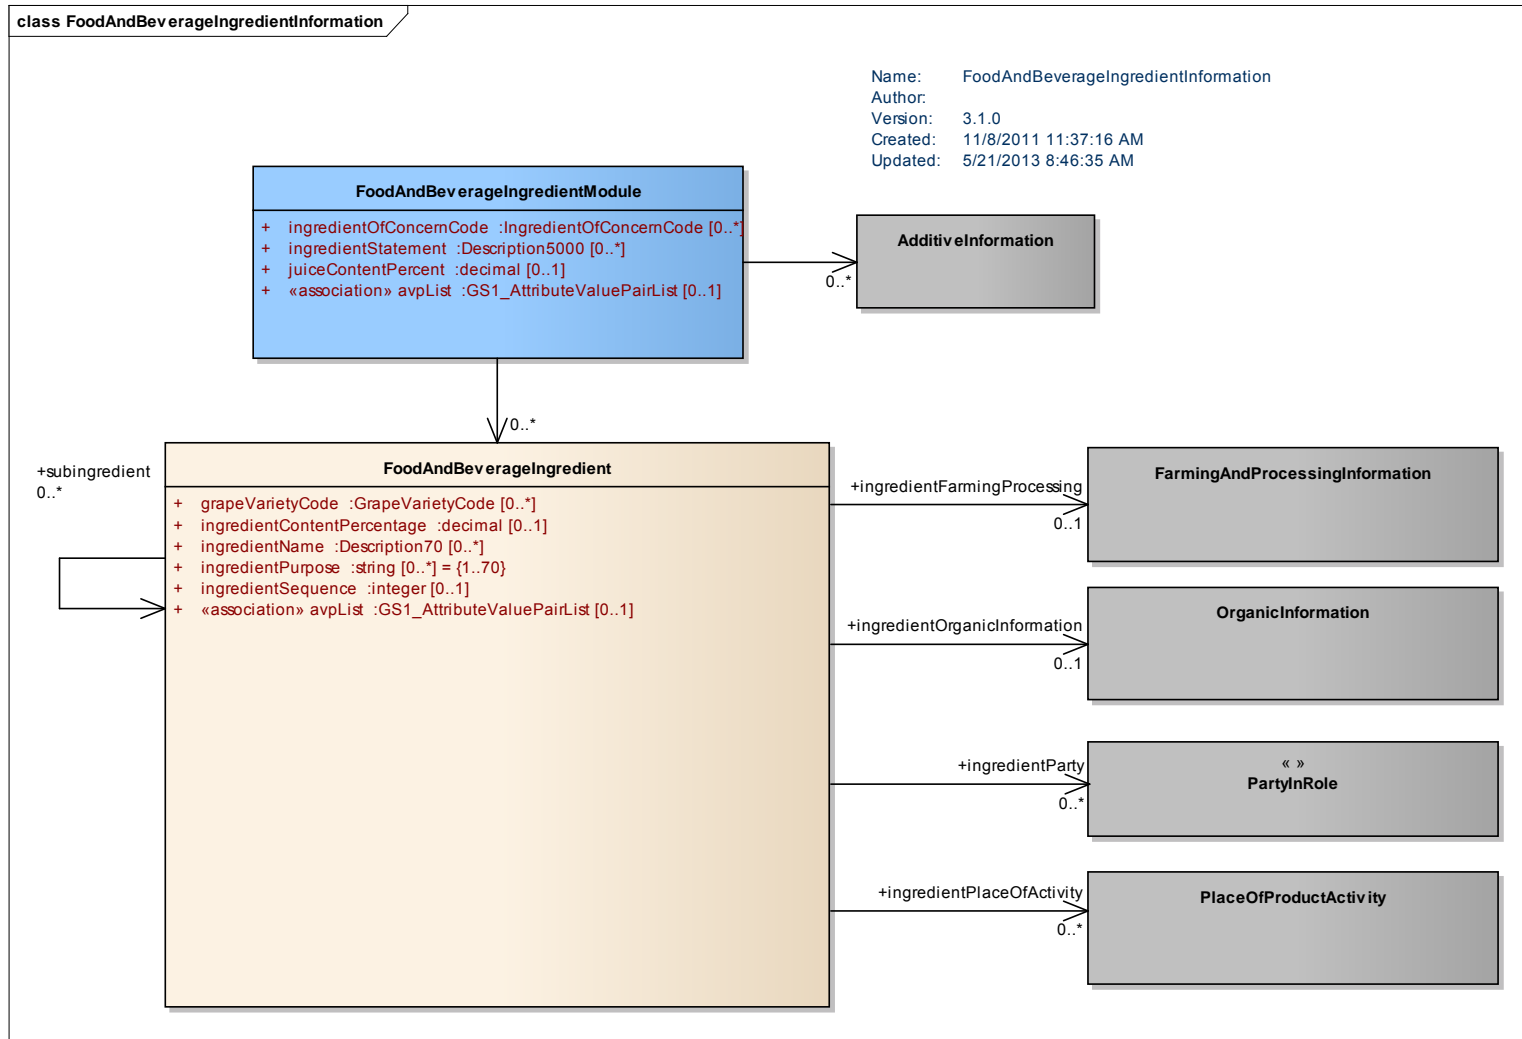 class FoodAndBeverageIngredientInformation
Name: FoodAndBeverageIngredientInformation
Author:
Version: 3.1.0
Created: 11/8/2011 11:37:16 AM
Updated: 5/21/2013 8:46:35 AM
FoodAndBeverageIngredientModule
+ ingredientOfConcernCode :IngredientOfConcernCode [0..*]
+ ingredientStatement :Description5000 [0..*]
+ juiceContentPercent :decimal [0..1]
+ «association» avpList :GS1_AttributeValuePairList [0..1]
AdditiveInformation
0..*
0..*
+subingredient
0..*
FoodAndBeverageIngredient
+ grapeVarietyCode :GrapeVarietyCode [0..*]
+ ingredientContentPercentage :decimal [0..1]
+ ingredientName :Description70 [0..*]
+ ingredientPurpose :string [0..*] = {1..70}
+ ingredientSequence :integer [0..1]
+ «association» avpList :GS1_AttributeValuePairList [0..1]
+ingredientFarmingProcessing
0..1
FarmingAndProcessingInformation
+ingredientOrganicInformation
0..1
OrganicInformation
+ingredientParty
0..*
« »
PartyInRole
+ingredientPlaceOfActivity
0..*
PlaceOfProductActivity